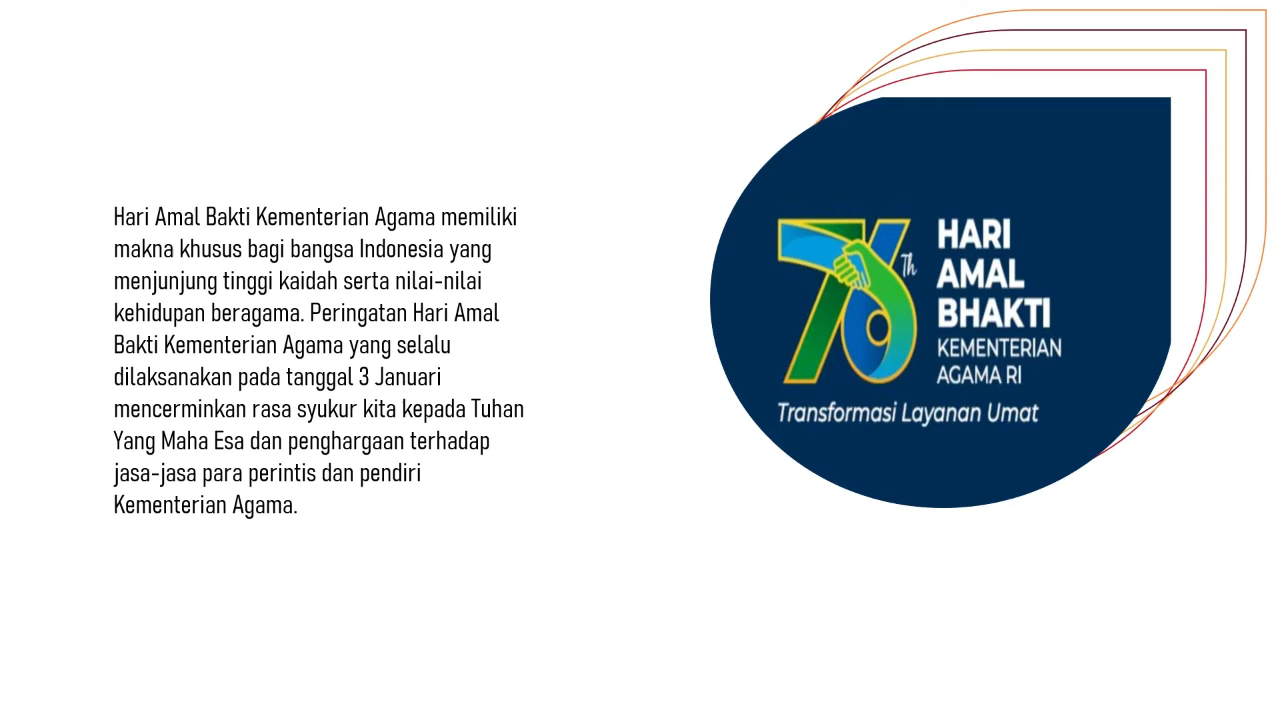 Hari Amal Bakti Kementerian Agama memiliki
makna khusus bagi bangsa Indonesia yang
menjunjung tinggi kaidah serta nilai-nilai
kehidupan beragama. Peringatan Hari Amal
Bakti Kementerian Agama yang selalu
dilaksanakan pada tanggal 3 Januari
mencerminkan rasa syukur kita kepada Tuhan
Yang Maha Esa dan penghargaan terhadap
jasa-jasa para perintis dan pendiri
Kementerian Agama.
76 Th
HARI
AMAL
BHAKTI
KEMENTERIAN
AGAMA RI
Transformasi Layanan Umat